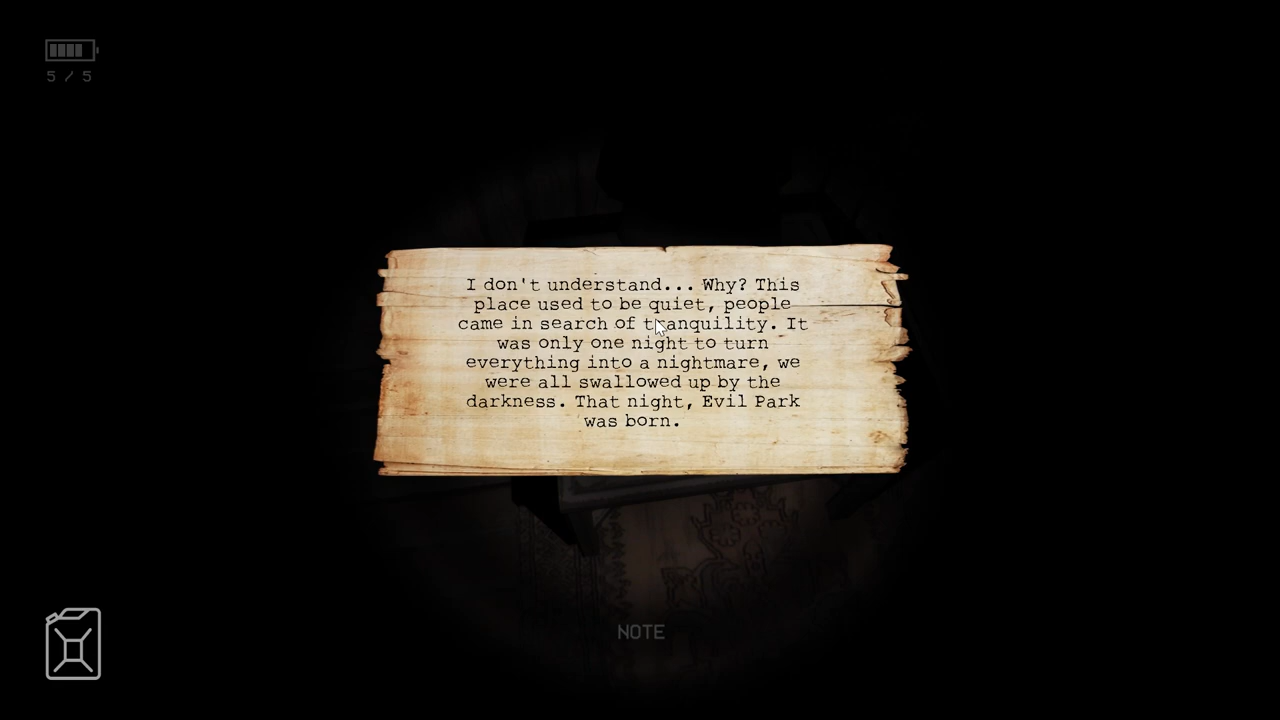 5 / 5
I don't understand... Why? This
place used to be quiet, people
came in search of tranquility. It
was only one night to turn
everything into a nightmare, we
were all swallowed up by the
darkness. That night, Evil Park
was born.
NOTE